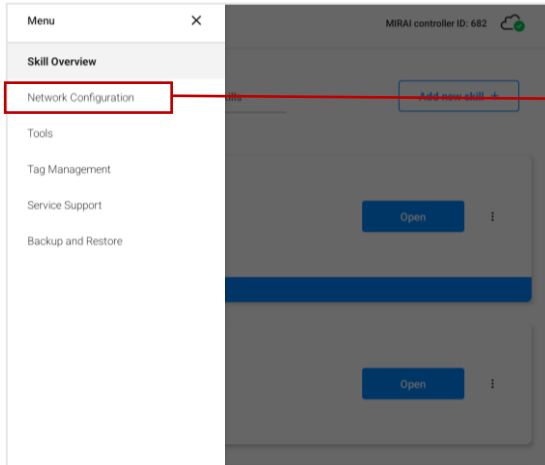 Menu
MIRAI controller ID: 682
Skill Overview
Network Configuration
Add new skill +
Tools
Tag Management
Service Support
Open
Backup and Restore
Open